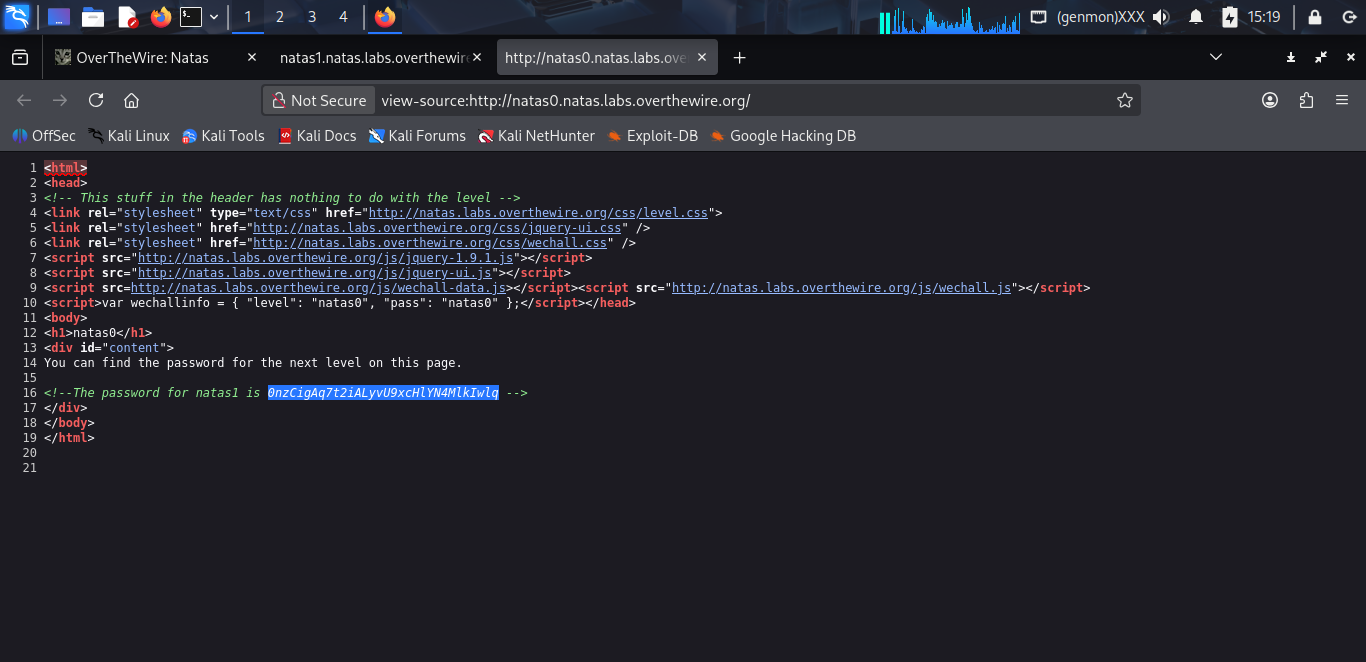 1 2 3 4 (genmon)XXX 15:19
OverTheWire: Natas natas1.natas.labs.overthewire http://natas0.natas.labs.ove
Not Secure view-source:http://natas0.natas.labs.overthewire.org/
OffSec Kali Linux Kali Tools Kali Docs Kali Forums Kali NetHunter Exploit-DB Google Hacking DB
1 <html>
2 <head>
3 <!-- This stuff in the header has nothing to do with the level -->
4 <link rel="stylesheet" type="text/css" href="http://natas.labs.overthewire.org/css/level.css">
5 <link rel="stylesheet" href="http://natas.labs.overthewire.org/css/jquery-ui.css" />
6 <link rel="stylesheet" href="http://natas.labs.overthewire.org/css/wechall.css" />
7 <script src="http://natas.labs.overthewire.org/js/jquery-1.9.1.js"></script>
8 <script src="http://natas.labs.overthewire.org/js/jquery-ui.js"></script>
9 <script src=http://natas.labs.overthewire.org/js/wechall-data.js></script><script src="http://natas.labs.overthewire.org/js/wechall.js"></script>
10 <script>var wechallinfo = { "level": "natas0", "pass": "natas0" };</script></head>
11 <body>
12 <h1>natas0</h1>
13 <div id="content">
14 You can find the password for the next level on this page.
15
16 <!--The password for natas1 is 0nzCigAq7t2iALyvU9xcHlYN4MlkIwlq -->
17 </div>
18 </body>
19 </html>
20
21